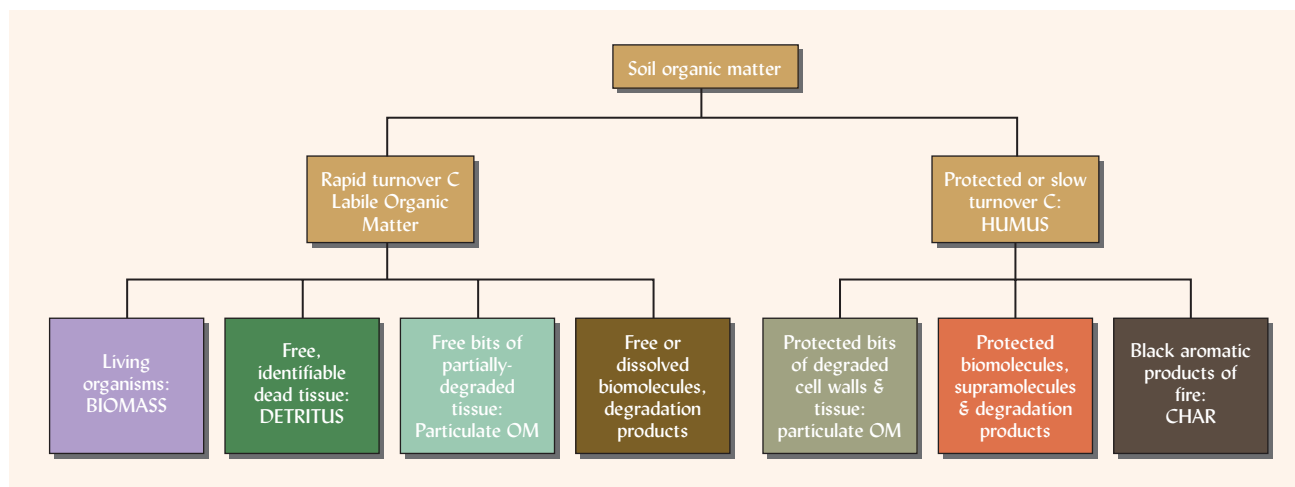 Soil organic matter
Rapid turnover C
Labile Organic
Matter
Protected or slow
turnover C:
HUMUS
Living
organisms:
BIOMASS
Free,
identifiable
dead tissue:
DETRITUS
Free bits of
partially-
degraded
tissue:
Particulate OM
Free or
dissolved
biomolecules,
degradation
products
Protected bits
of degraded
cell walls &
tissue:
particulate OM
Protected
biomolecules,
supramolecules
& degradation
products
Black aromatic
products of
fire:
CHAR